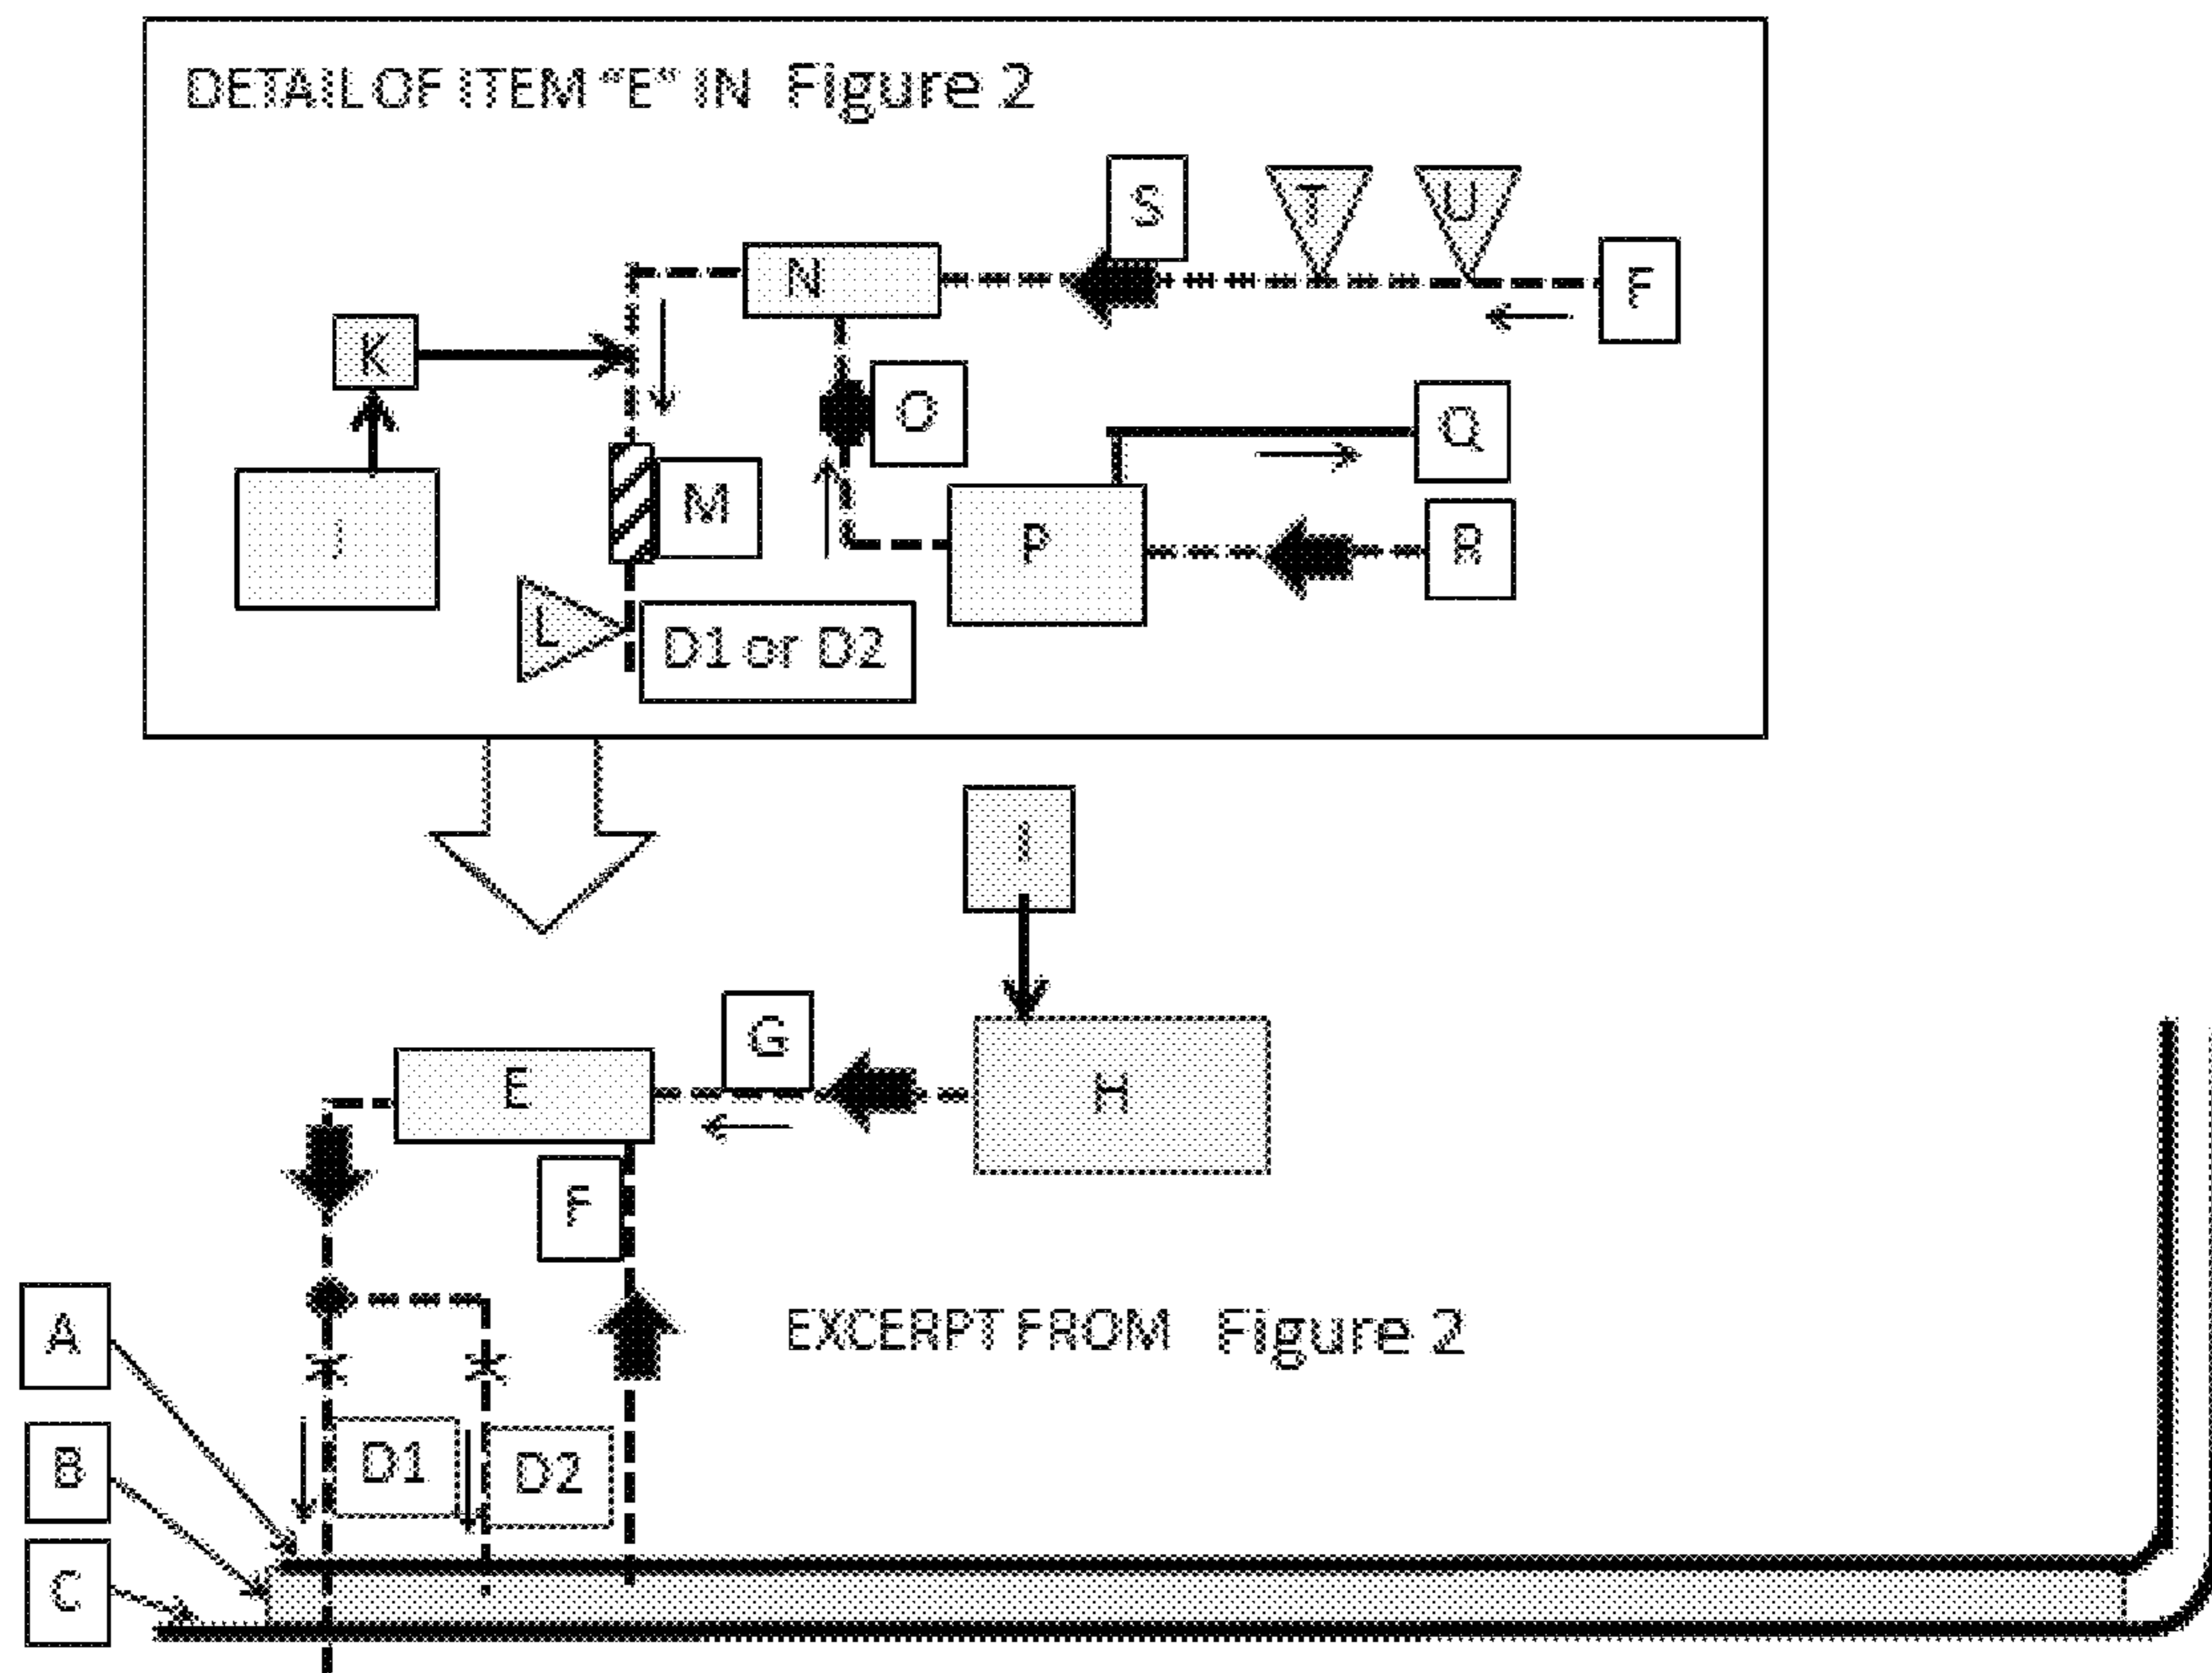 DETAIL OF ITEM “E” IN Figure 2
S
T
U
N
F
K
O
Q
M
J
P
R
L
D1 or D2
I
G
E
H
F
A
EXCERPT FROM Figure 2
B
D1
D2
C